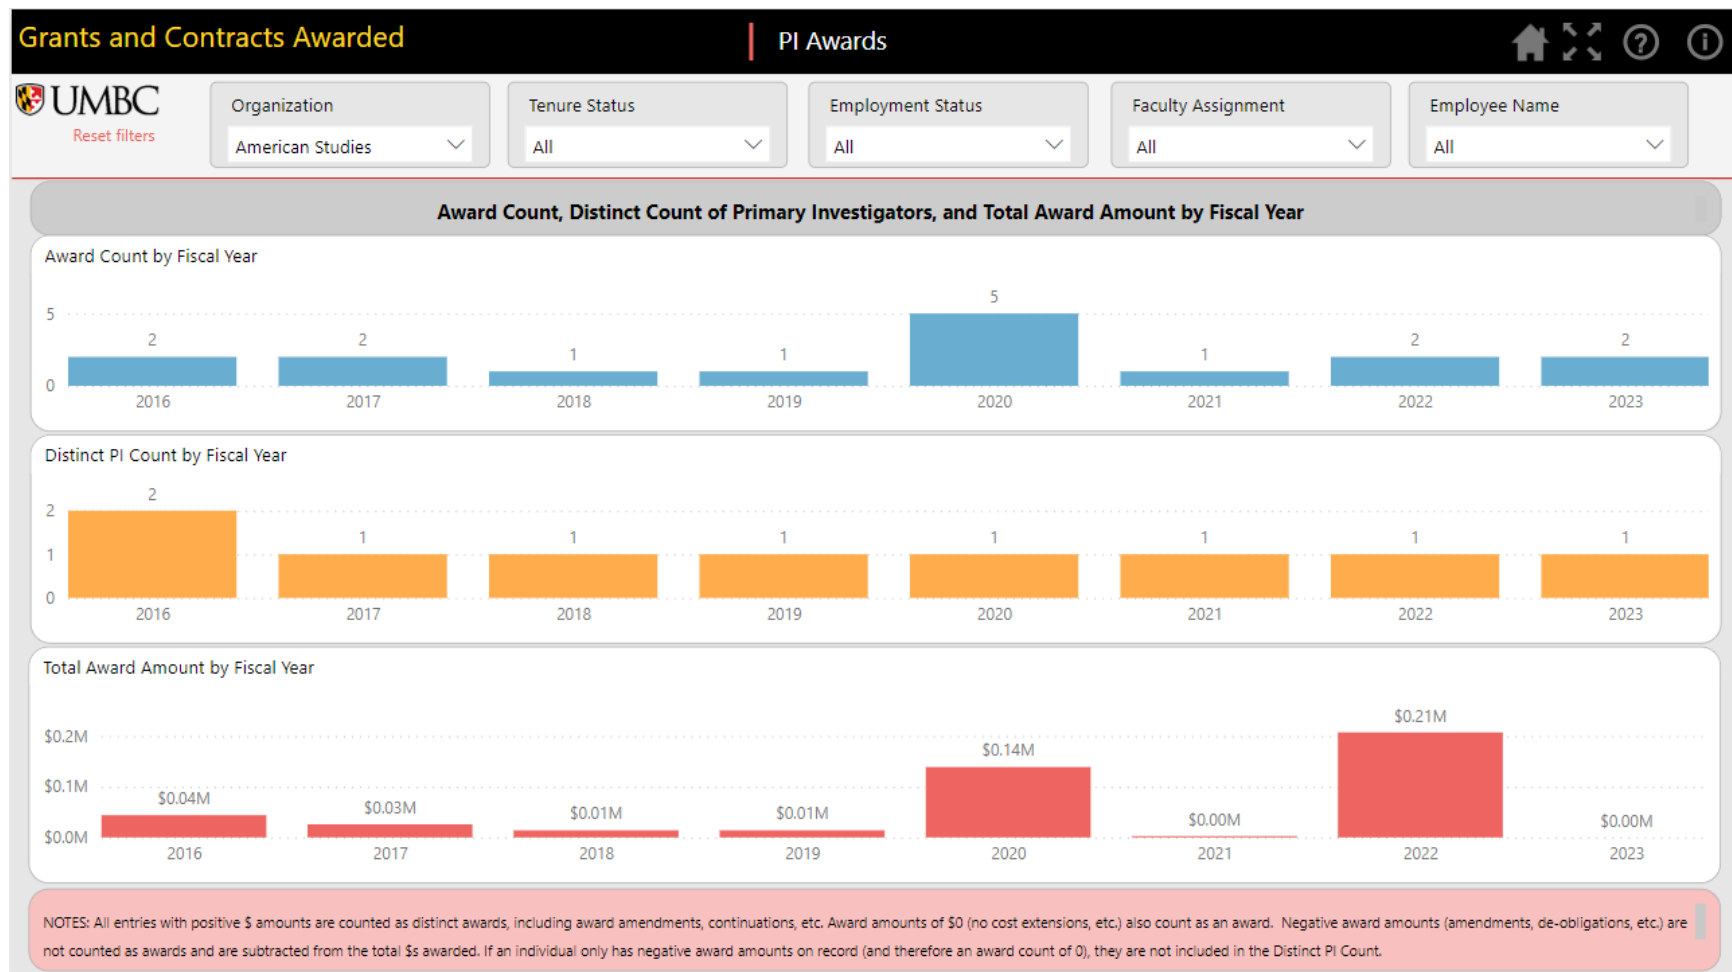 Grants and Contracts Awarded
PI Awards
UMBC
Reset filters
Organization
American Studies
Tenure Status
All
Employment Status
All
Faculty Assignment
All
Employee Name
All
Award Count, Distinct Count of Primary Investigators, and Total Award Amount by Fiscal Year
Award Count by Fiscal Year
5
0
2 2 1 1 5 1 2 2
2016 2017 2018 2019 2020 2021 2022 2023
Distinct PI Count by Fiscal Year
2
1
0
2 1 1 1 1 1 1 1
2016 2017 2018 2019 2020 2021 2022 2023
Total Award Amount by Fiscal Year
$0.2M
$0.1M
$0.0M
$0.04M $0.03M $0.01M $0.01M $0.14M $0.00M $0.21M $0.00M
2016 2017 2018 2019 2020 2021 2022 2023
NOTES: All entries with positive $ amounts are counted as distinct awards, including award amendments, continuations, etc. Award amounts of $0 (no cost extensions, etc.) also count as an award. Negative award amounts (amendments, de-obligations, etc.) are
not counted as awards and are subtracted from the total $s awarded. If an individual only has negative award amounts on record (and therefore an award count of 0), they are not included in the Distinct PI Count.